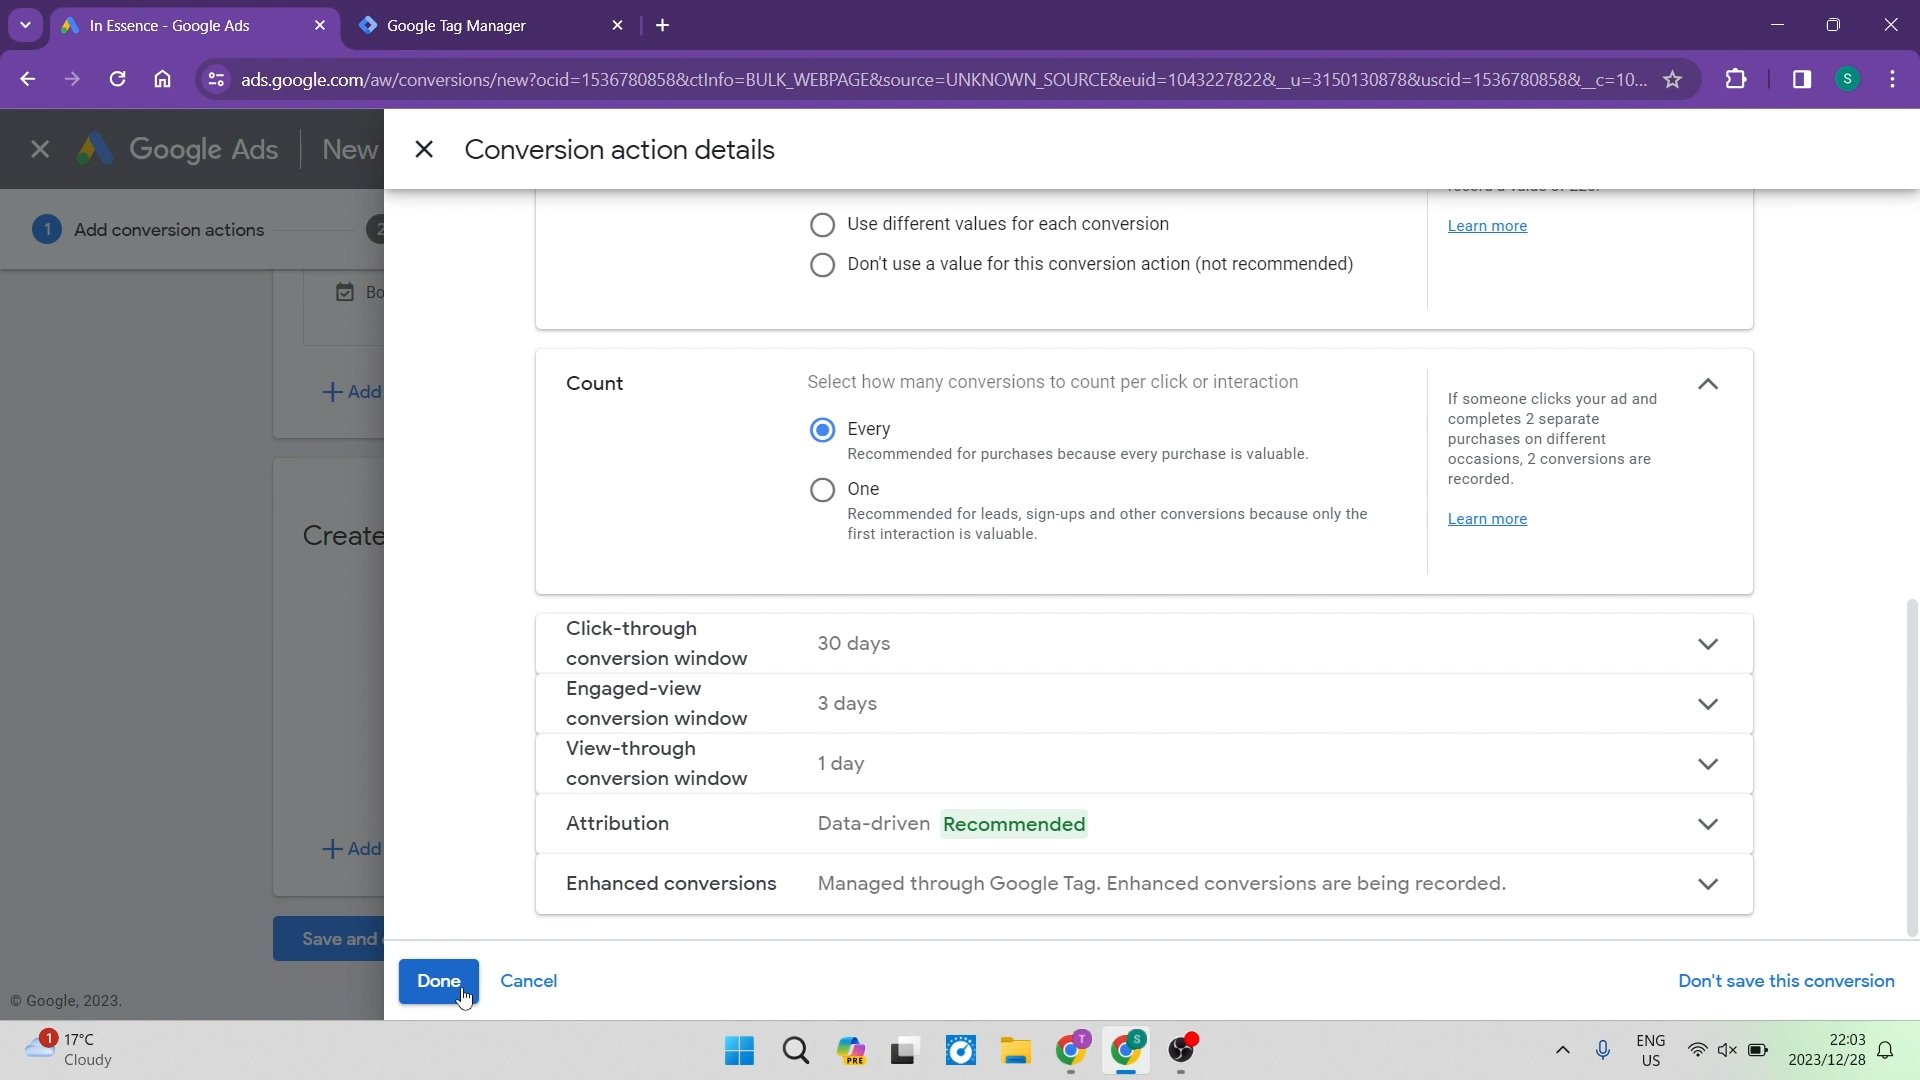 In Essence - Google Ads
Google Tag Manager
ads.google.com/aw/conversions/new?ocid=1536780858&ctInfo=BULK_WEBPAGE&source=UNKNOWN_SOURCE&euid=1043227822&__u=3150130878&uscid=1536780858&__c=10...
S
Google Ads
New
Conversion action details
1
Add conversion actions
2
Use different values for each conversion
Learn more
Don't use a value for this conversion action (not recommended)
Bo
Count
Select how many conversions to count per click or interaction
Every
Recommended for purchases because every purchase is valuable.
One
Recommended for leads, sign-ups and other conversions because only the
first interaction is valuable.
If someone clicks your ad and
completes 2 separate
purchases on different
occasions, 2 conversions are
recorded.
Learn more
Add
Create
Click-through
conversion window
30 days
Engaged-view
conversion window
3 days
View-through
conversion window
1 day
Attribution
Data-driven Recommended
Add
Enhanced conversions
Managed through Google Tag. Enhanced conversions are being recorded.
Save and
Done
Cancel
Don't save this conversion
© Google, 2023.
1
17°C
Cloudy
PRE
T
S
ENG
US
22:03
2023/12/28